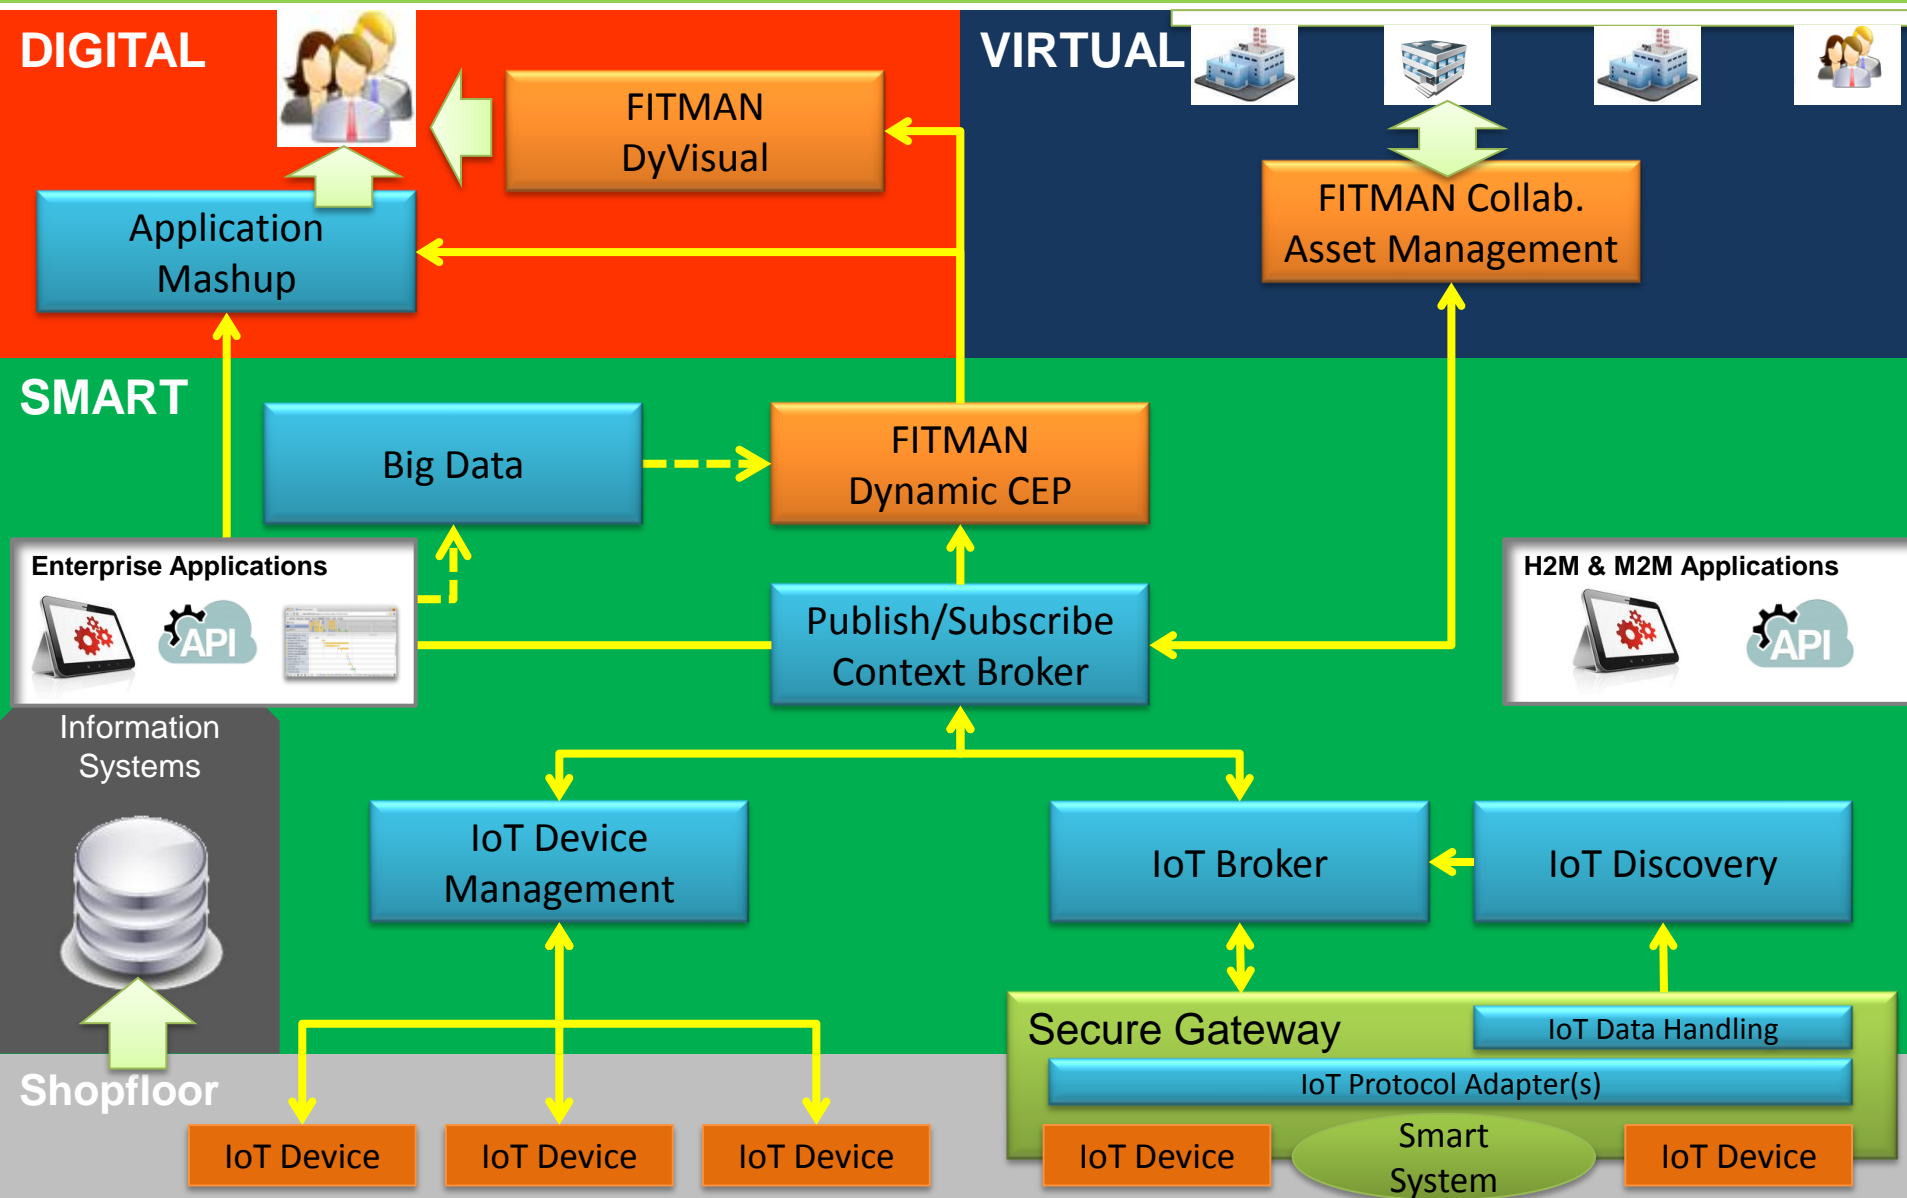 DIGITAL
VIRTUAL
FITMAN
DyVisual
FITMAN Collab.
Asset Management
Application
Mashup
SMART
Big Data
FITMAN
Dynamic CEP
Enterprise Applications
API
Publish/Subscribe
Context Broker
H2M & M2M Applications
API
Information
Systems
IoT Device
Management
IoT Broker
IoT Discovery
Secure Gateway
IoT Data Handling
IoT Protocol Adapter(s)
Shopfloor
IoT Device
IoT Device
IoT Device
IoT Device
Smart
System
IoT Device